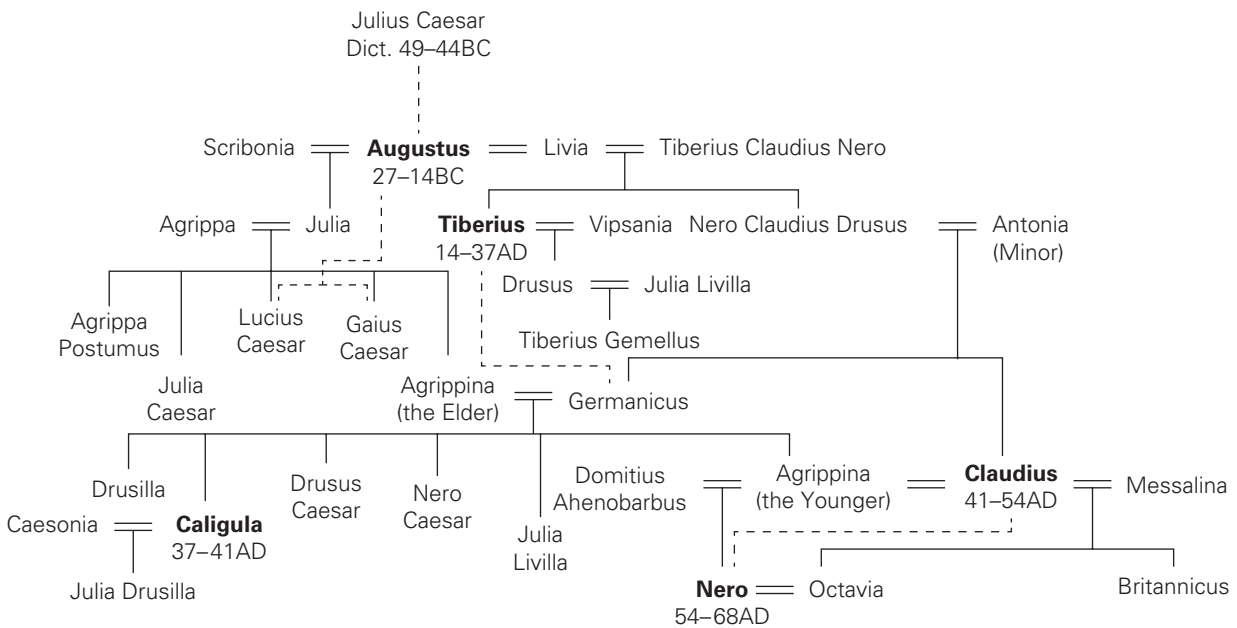 Julius Caesar
Dict. 49–44BC
Scribonia
Augustus
27–14BC
Livia
Tiberius Claudius Nero
Agrippa
Julia
Tiberius
14–37AD
Vipsania
Nero Claudius Drusus
Antonia
(Minor)
Drusus
Julia Livilla
Tiberius Gemellus
Agrippa
Postumus
Julia
Caesar
Lucius
Caesar
Gaius
Caesar
Agrippina
(the Elder)
Germanicus
Drusilla
Caesonia
Caligula
37–41AD
Julia Drusilla
Drusus
Caesar
Nero
Caesar
Julia
Livilla
Domitius
Ahenobarbus
Agrippina
(the Younger)
Claudius
41–54AD
Messalina
Nero
54–68AD
Octavia
Britannicus